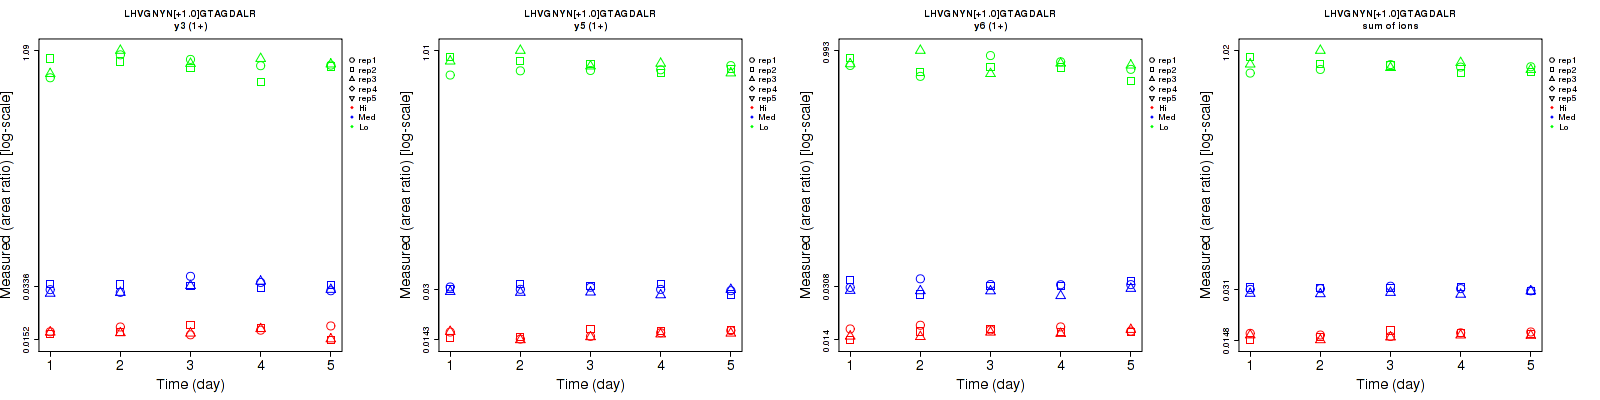 LHVGNYN[+1.0]GTAGDALR
y3 (1+)
Measured (area ratio) [log-scale]
1.09
0.0336
0.0152
1 2 3 4 5
Time (day)
rep1
rep2
rep3
rep4
rep5
Hi
Med
Lo
LHVGNYN[+1.0]GTAGDALR
y5 (1+)
Measured (area ratio) [log-scale]
1.01
0.03
0.0143
1 2 3 4 5
Time (day)
rep1
rep2
rep3
rep4
rep5
Hi
Med
Lo
LHVGNYN[+1.0]GTAGDALR
y6 (1+)
Measured (area ratio) [log-scale]
0.993
0.0308
0.014
1 2 3 4 5
Time (day)
rep1
rep2
rep3
rep4
rep5
Hi
Med
Lo
LHVGNYN[+1.0]GTAGDALR
sum of ions
Measured (area ratio) [log-scale]
1.02
0.031
0.0148
1 2 3 4 5
Time (day)
rep1
rep2
rep3
rep4
rep5
Hi
Med
Lo